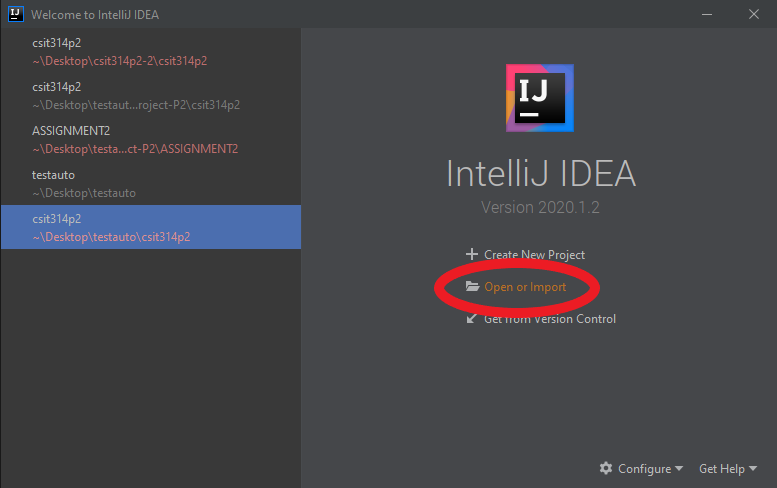 Welcome to IntelliJ IDEA
csit314p2
~\Desktop\csit314p2-2\csit314p2
csit314p2
~\Desktop\testaut...roject-P2\csit314p2
ASSIGNMENT2
~\Desktop\testa...ct-P2\ASSIGNMENT2
testauto
~\Desktop\testauto
csit314p2
~\Desktop\testauto\csit314p2
IJ
IntelliJ IDEA
Version 2020.1.2
Create New Project
Open or Import
Get from Version Control
Configure
Get Help